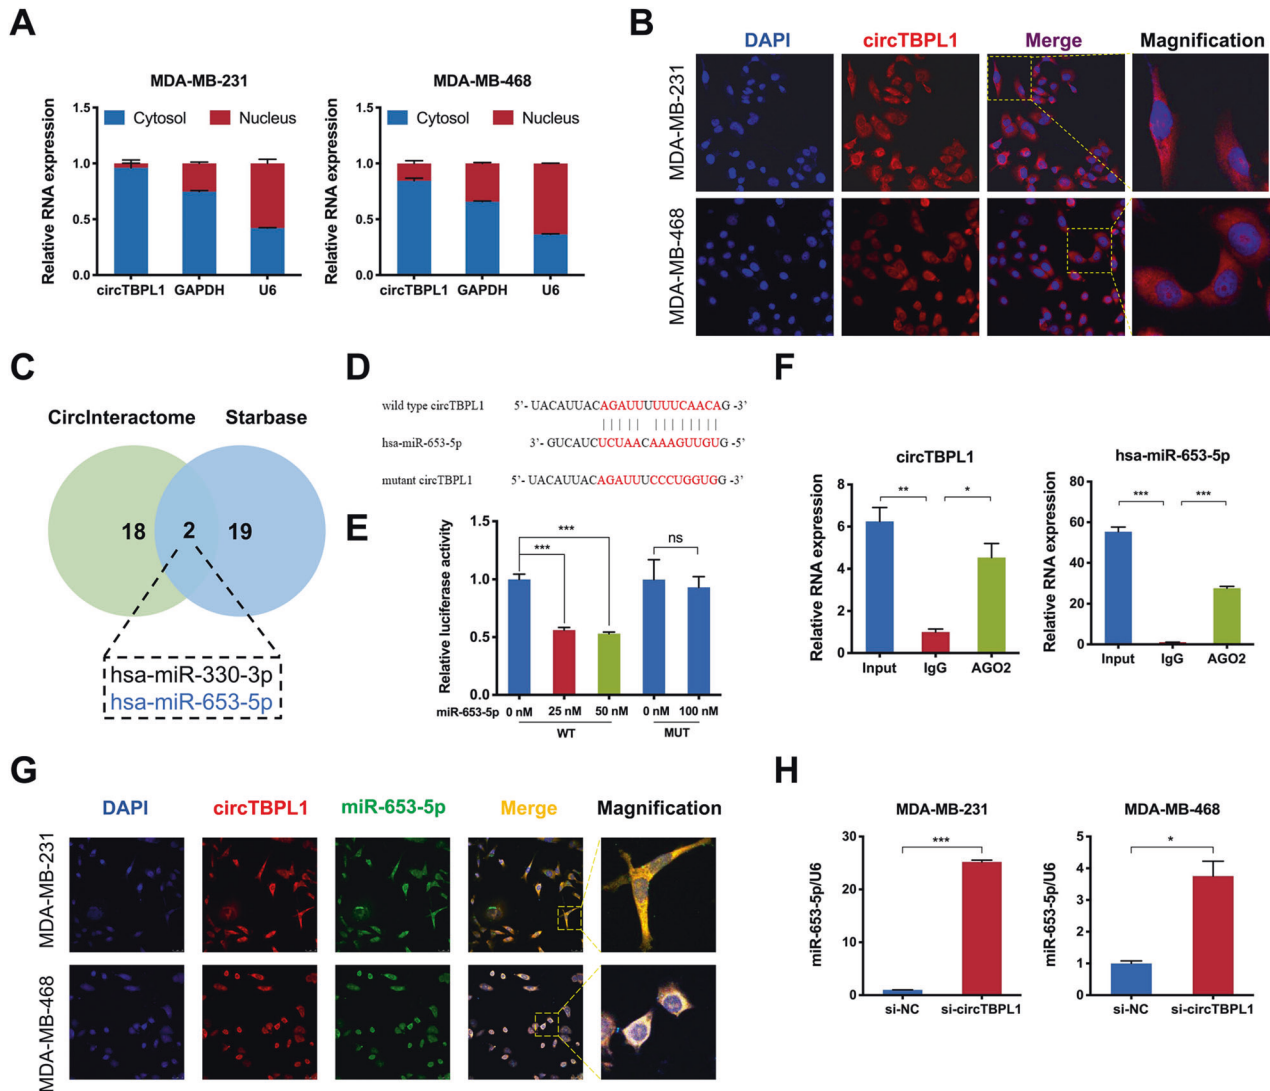 A
MDA-MB-231
Relative RNA expression
1.5
1.0
0.5
0.0
Cytosol
Nucleus
circTBPL1
GAPDH
U6
MDA-MB-468
Relative RNA expression
1.5
1.0
0.5
0.0
Cytosol
Nucleus
circTBPL1
GAPDH
U6
B
DAPI
circTBPL1
Merge
Magnification
MDA-MB-231
MDA-MB-468
C
CircInteractome
Starbase
18
2
19
hsa-miR-330-3p
hsa-miR-653-5p
D
wild type circTBPL1 5'- UACAUUACAGAUUUUUUCAACAG -3'
hsa-miR-653-5p 3'- GUCAUCUCUAACAAAGUUGUG -5'
mutant circTBPL1 5'- UACAUUACAGAUUUCCCUGGUGG -3'
E
Relative luciferase activity
1.5
1.0
0.5
0.0
***
***
ns
miR-653-5p 0 nM 25 nM 50 nM 0 nM 100 nM
WT
MUT
F
circTBPL1
Relative RNA expression
8
6
4
2
0
**
*
Input
IgG
AGO2
hsa-miR-653-5p
Relative RNA expression
80
60
40
20
0
***
***
Input
IgG
AGO2
G
DAPI
circTBPL1
miR-653-5p
Merge
Magnification
MDA-MB-231
MDA-MB-468
H
MDA-MB-231
miR-653-5p/U6
30
20
10
0
***
si-NC
si-circTBPL1
MDA-MB-468
miR-653-5p/U6
5
4
3
2
1
0
*
si-NC
si-circTBPL1